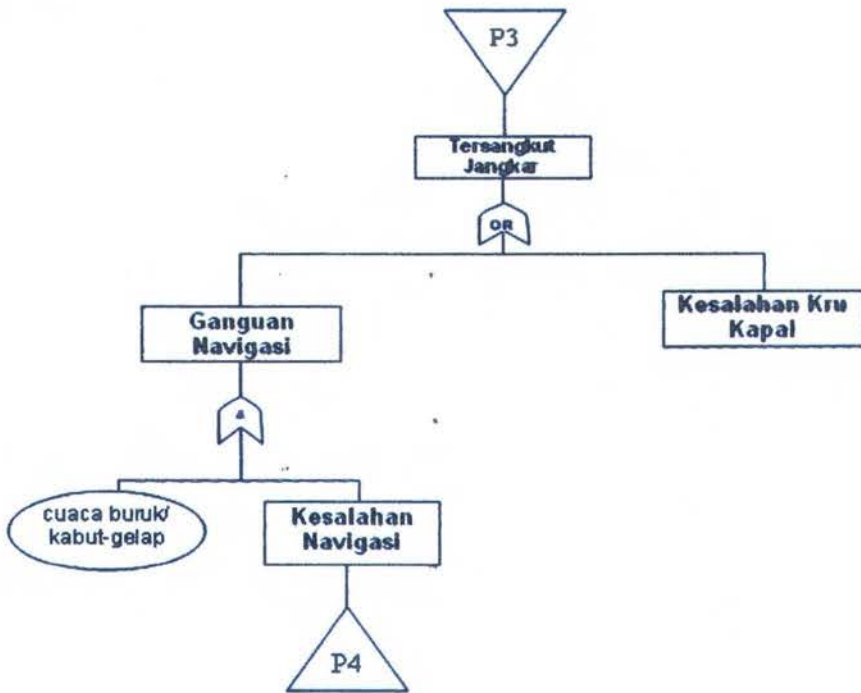 P3
Tersangkut
Jangkar
OR
Ganguan
Navigasi
Kesalahan Kru
Kapal
&
cuaca buruk/
kabut-gelap
Kesalahan
Navigasi
P4